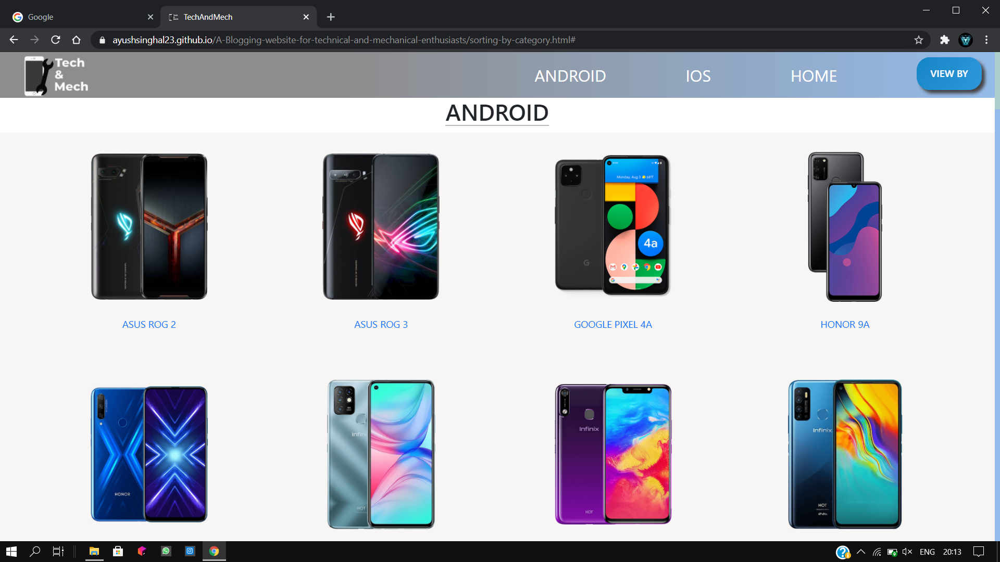 Google
TechAndMech
ayushsinghal23.github.io/A-Blogging-website-for-technical-and-mechanical-enthusiasts/sorting-by-category.html#
Tech
&
Mech
ANDROID
IOS
HOME
VIEW BY
ANDROID
Monday, Aug 3
68°F
4a
G
ASUS ROG 2
ASUS ROG 3
GOOGLE PIXEL 4A
HONOR 9A
HONOR
Infini
HOT
Infinix
HOT
Infinix
HOT
ENG
20:13